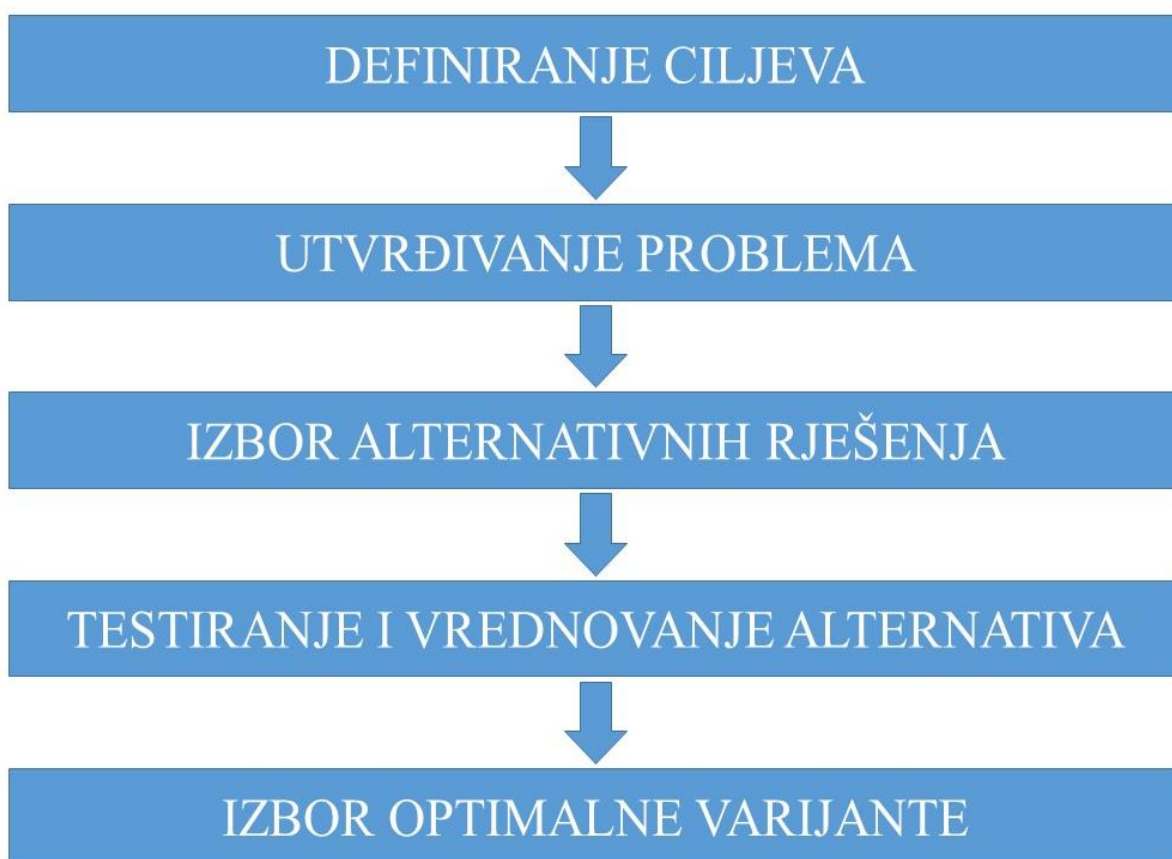 DEFINIRANJE CILJEVA
UTVRĐIVANJE PROBLEMA
IZBOR ALTERNATIVNIH RJEŠENJA
TESTIRANJE I VREDNOVANJE ALTERNATIVA
IZBOR OPTIMALNE VARIJANTE